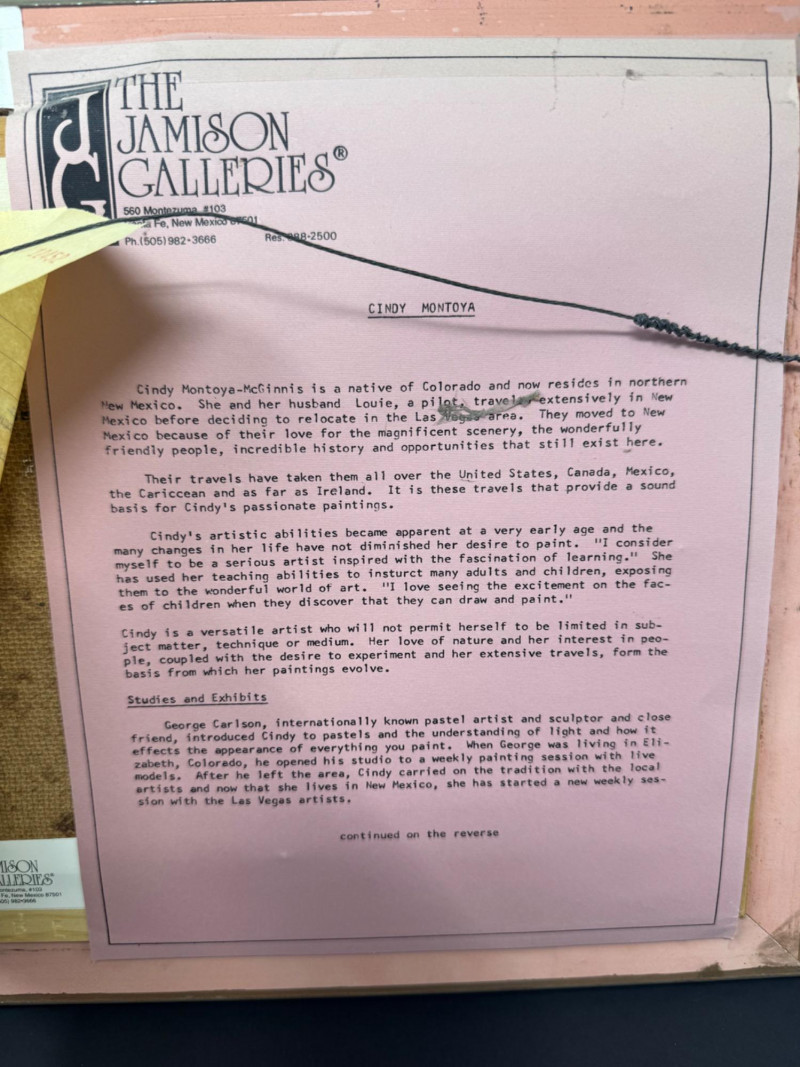 JG
THE
JAMISON
GALLERIES®
560 Montezuma, #103
Fe, New Mexico 87501
Ph.(505)982-3666 Res. 988-2500
CINDY MONTOYA
Cindy Montoya-McGinnis is a native of Colorado and now resides in northern
New Mexico. She and her husband Louie, a pilot, travel extensively in New
Mexico before deciding to relocate in the Las Vegas area. They moved to New
Mexico because of their love for the magnificent scenery, the wonderfully
friendly people, incredible history and opportunities that still exist here.
Their travels have taken them all over the United States, Canada, Mexico,
the Cariccean and as far as Ireland. It is these travels that provide a sound
basis for Cindy's passionate paintings.
Cindy's artistic abilities became apparent at a very early age and the
many changes in her life have not diminished her desire to paint. "I consider
myself to be a serious artist inspired with the fascination of learning." She
has used her teaching abilities to insturct many adults and children, exposing
them to the wonderful world of art. "I love seeing the excitement on the fac-
es of children when they discover that they can draw and paint."
Cindy is a versatile artist who will not permit herself to be limited in sub-
ject matter, technique or medium. Her love of nature and her interest in peo-
ple, coupled with the desire to experiment and her extensive travels, form the
basis from which her paintings evolve.
Studies and Exhibits
George Carlson, internationally known pastel artist and sculptor and close
friend, introduced Cindy to pastels and the understanding of light and how it
effects the appearance of everything you paint. When George was living in Eli-
zabeth, Colorado, he opened his studio to a weekly painting session with live
models. After he left the area, Cindy carried on the tradition with the local
artists and now that she lives in New Mexico, she has started a new weekly ses-
sion with the Las Vegas artists.
continued on the reverse
MISON
ALLERIES®
ontezuma, #103
Fe, New Mexico 87501
05) 982-3666